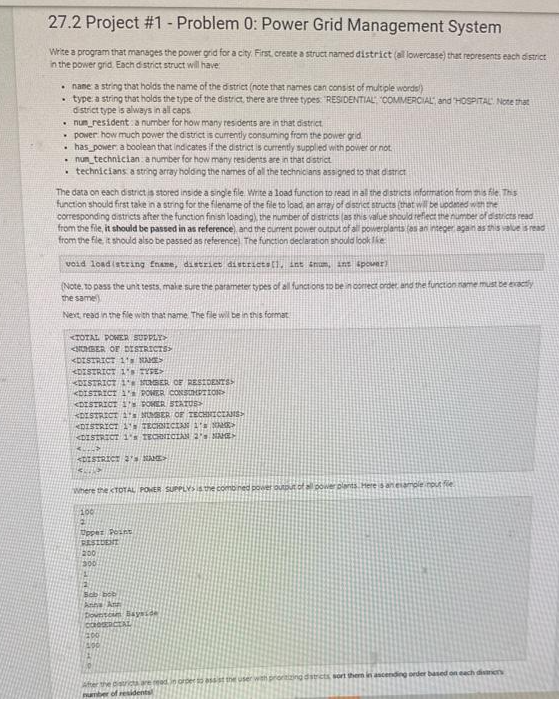 27.2 Project #1 - Problem 0: Power Grid Management System
Write a program that manages the power grid for a city. First, create a struct named district (all lowercase) that represents each district
in the power grid. Each district struct will have:
• name: a string that holds the name of the district (note that names can consist of multiple words!)
• type: a string that holds the type of the district, there are three types: "RESIDENTIAL", "COMMERCIAL", and "HOSPITAL". Note that
district type is always in all caps.
• num_resident: a number for how many residents are in that district.
• power: how much power the district is currently consuming from the power grid.
• has_power: a boolean that indicates if the district is currently supplied with power or not.
• num_technician: a number for how many residents are in that district.
• technicians: a string array holding the names of all the technicians assigned to that district.
The data on each district is stored inside a single file. Write a load function to read in all the districts information from this file. This
function should first take in a string for the filename of the file to load, an array of district structs (that will be updated with the
corresponding districts after the function finish loading), the number of districts (as this value should reflect the number of districts read
from the file, it should be passed in as reference), and the current power output of all powerplants (as an integer, again as this value is read
from the file, it should also be passed as reference). The function declaration should look like:
void load(string fname, district districts[], int &num, int &power)
(Note, to pass the unit tests, make sure the parameter types of all functions to be in correct order, and the function name must be exactly
the same!).
Next, read in the file with that name. The file will be in this format:
<TOTAL POWER SUPPLY>
<NUMBER OF DISTRICTS>
<DISTRICT 1's NAME>
<DISTRICT 1's TYPE>
<DISTRICT 1's NUMBER OF RESIDENTS>
<DISTRICT 1's POWER CONSUMPTION>
<DISTRICT 1's POWER STATUS>
<DISTRICT 1's NUMBER OF TECHNICIANS>
<DISTRICT 1's TECHNICIAN 1's NAME>
<DISTRICT 1's TECHNICIAN 2's NAME>
<...>
<DISTRICT 2's NAME>
<...>
Where the <TOTAL POWER SUPPLY> is the combined power output of all power plants. Here is an example input file:
100
2
Upper Point
RESIDENT
200
300
1
2
Bob bob
Anna Ann
Downtown Bayside
COMMERCIAL
100
1
0
After the districts are read, in order to assist the user with prioritizing districts, sort them in ascending order based on each district's
number of residents!